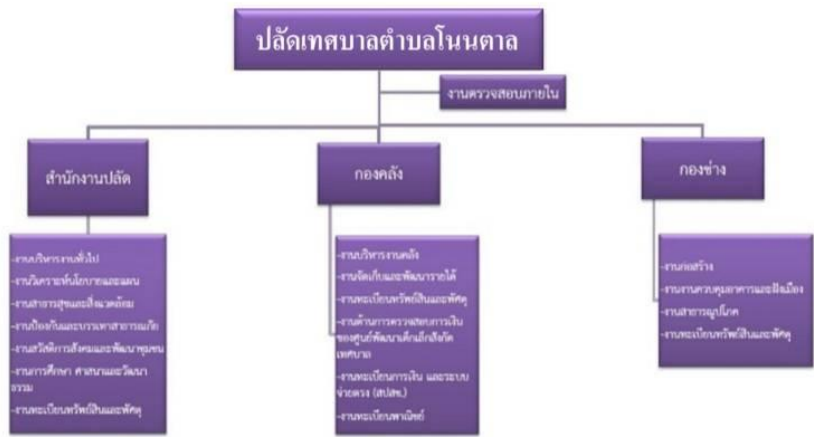 ปลัดเทศบาลตำบลโนนตาล
งานตรวจสอบภายใน
สำนักงานปลัด
-งานบริหารงานทั่วไป
-งานวิเคราะห์นโยบายและแผน
-งานสาธารสุขและสิ่งแวดล้อม
-งานป้องกันและบรรเทาสาธารณภัย
-งานสวัสดิการสังคมและพัฒนาชุมชน
-งานการศึกษา ศาสนาและวัฒนา
ธรรม
-งานทะเบียนทรัพย์สินและพัสดุ
กองคลัง
-งานบริหารงานคลัง
-งานจัดเก็บและพัฒนารายได้
-งานทะเบียนทรัพย์สินและพัศดุ
-งานด้านการตรวจสอบการเงิน
ของศูนย์พัฒนาเด็กเล็กสังกัด
เทศบาล
-งานทะเบียนการเงิน และระบบ
จ่ายตรง (สปสช.)
-งานทะเบียนพาณิชย์
กองช่าง
-งานก่อสร้าง
-งานงานควบคุมอาคารและผังเมือง
-งานสาธารณูปโภค
-งานทะเบียนทรัพย์สินและพัศดุ